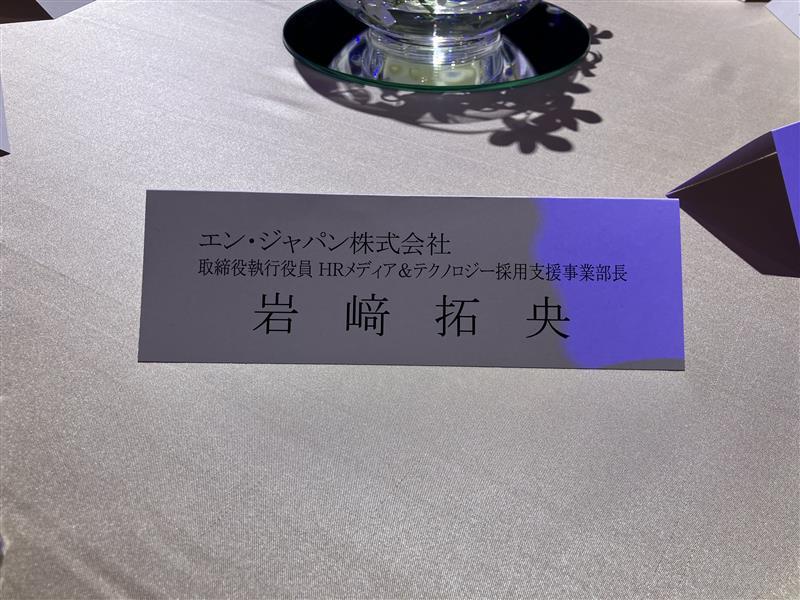 エン・ジャパン株式会社
取締役執行役員 HRメディア＆テクノロジー採用支援事業部長
岩 﨑 拓 央